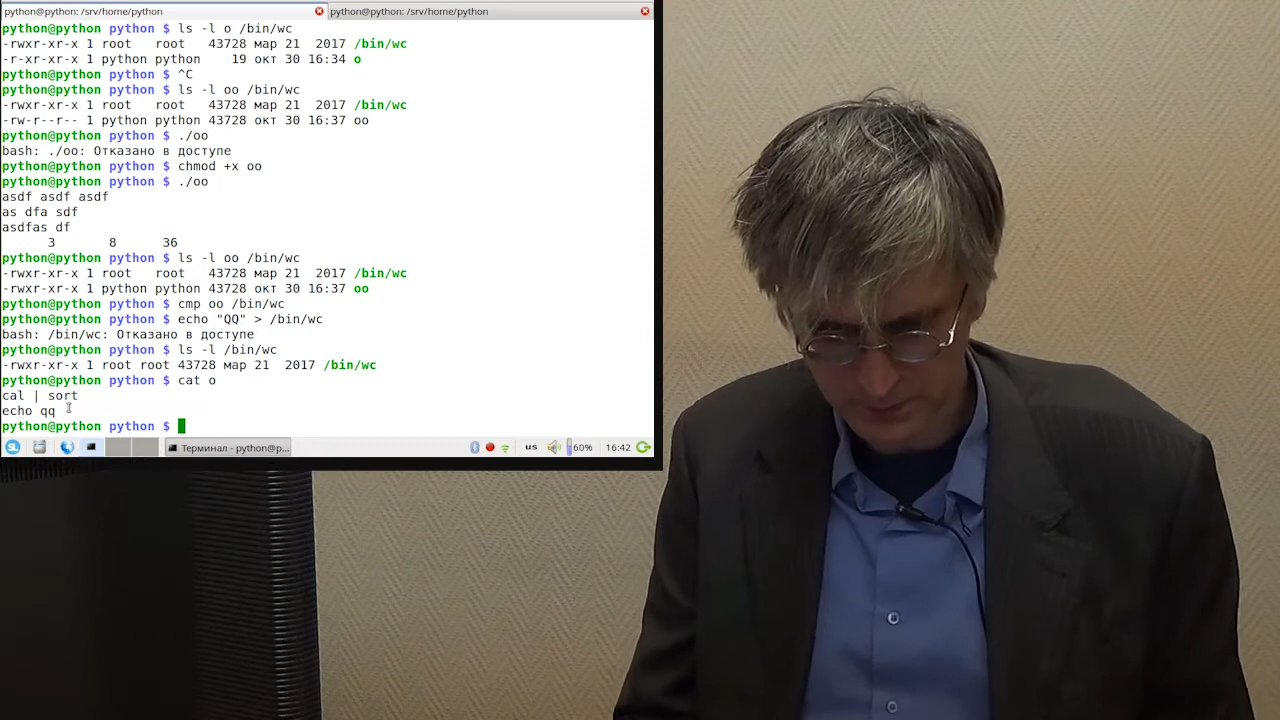 python@python: /srv/home/python
python@python: /srv/home/python
python@python python $ ls -l o /bin/wc
-rwxr-xr-x 1 root   root   43728 мар 21  2017 /bin/wc
-r-xr-xr-x 1 python python    19 окт 30 16:34 o
python@python python $ ^C
python@python python $ ls -l oo /bin/wc
-rwxr-xr-x 1 root   root   43728 мар 21  2017 /bin/wc
-rw-r--r-- 1 python python 43728 окт 30 16:37 oo
python@python python $ ./oo
bash: ./oo: Отказано в доступе
python@python python $ chmod +x oo
python@python python $ ./oo
asdf asdf asdf
as dfa sdf
asdfas df
      3       8      36
python@python python $ ls -l oo /bin/wc
-rwxr-xr-x 1 root   root   43728 мар 21  2017 /bin/wc
-rwxr-xr-x 1 python python 43728 окт 30 16:37 oo
python@python python $ cmp oo /bin/wc
python@python python $ echo "QQ" > /bin/wc
bash: /bin/wc: Отказано в доступе
python@python python $ ls -l /bin/wc
-rwxr-xr-x 1 root root 43728 мар 21  2017 /bin/wc
python@python python $ cat o
cal | sort
echo qq
python@python python $
SL Терминал - python@p... us 60% 16:42